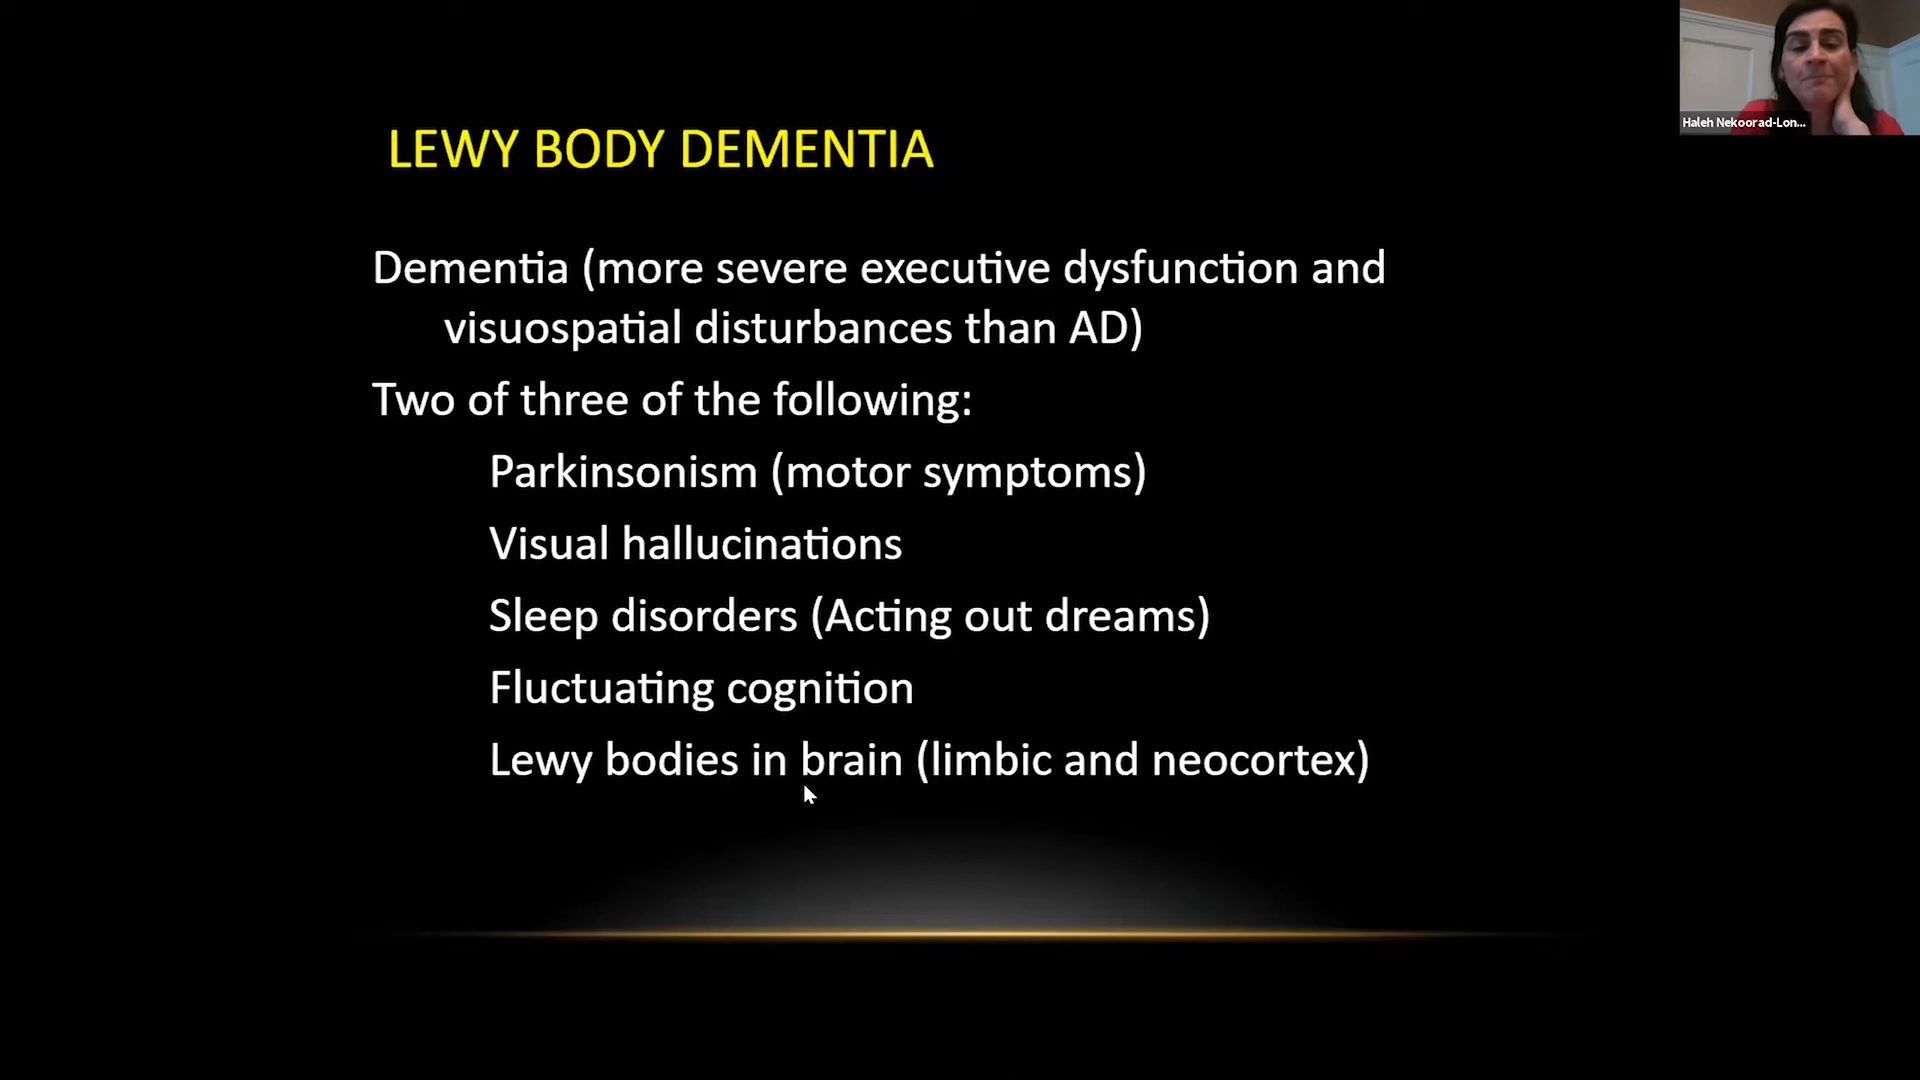 LEWY BODY DEMENTIA
Dementia (more severe executive dysfunction and
visuospatial disturbances than AD)
Two of three of the following:
Parkinsonism (motor symptoms)
Visual hallucinations
Sleep disorders (Acting out dreams)
Fluctuating cognition
Lewy bodies in brain (limbic and neocortex)
Haleh Nekoorad-Lon...